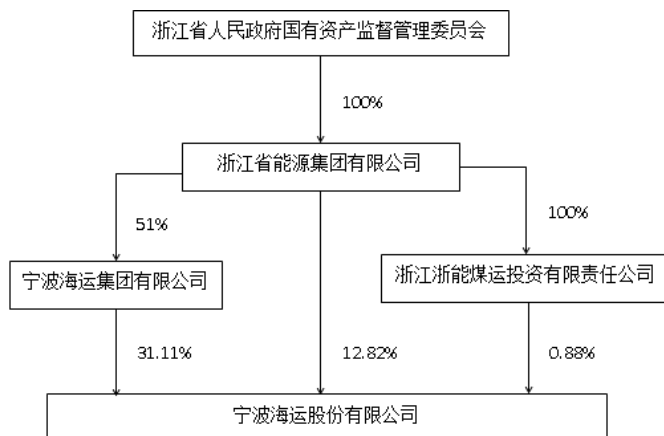 浙江省人民政府国有资产监督管理委员会
100%
浙江省能源集团有限公司
51%
100%
宁波海运集团有限公司
浙江浙能煤运投资有限责任公司
31.11%
12.82%
0.88%
宁波海运股份有限公司